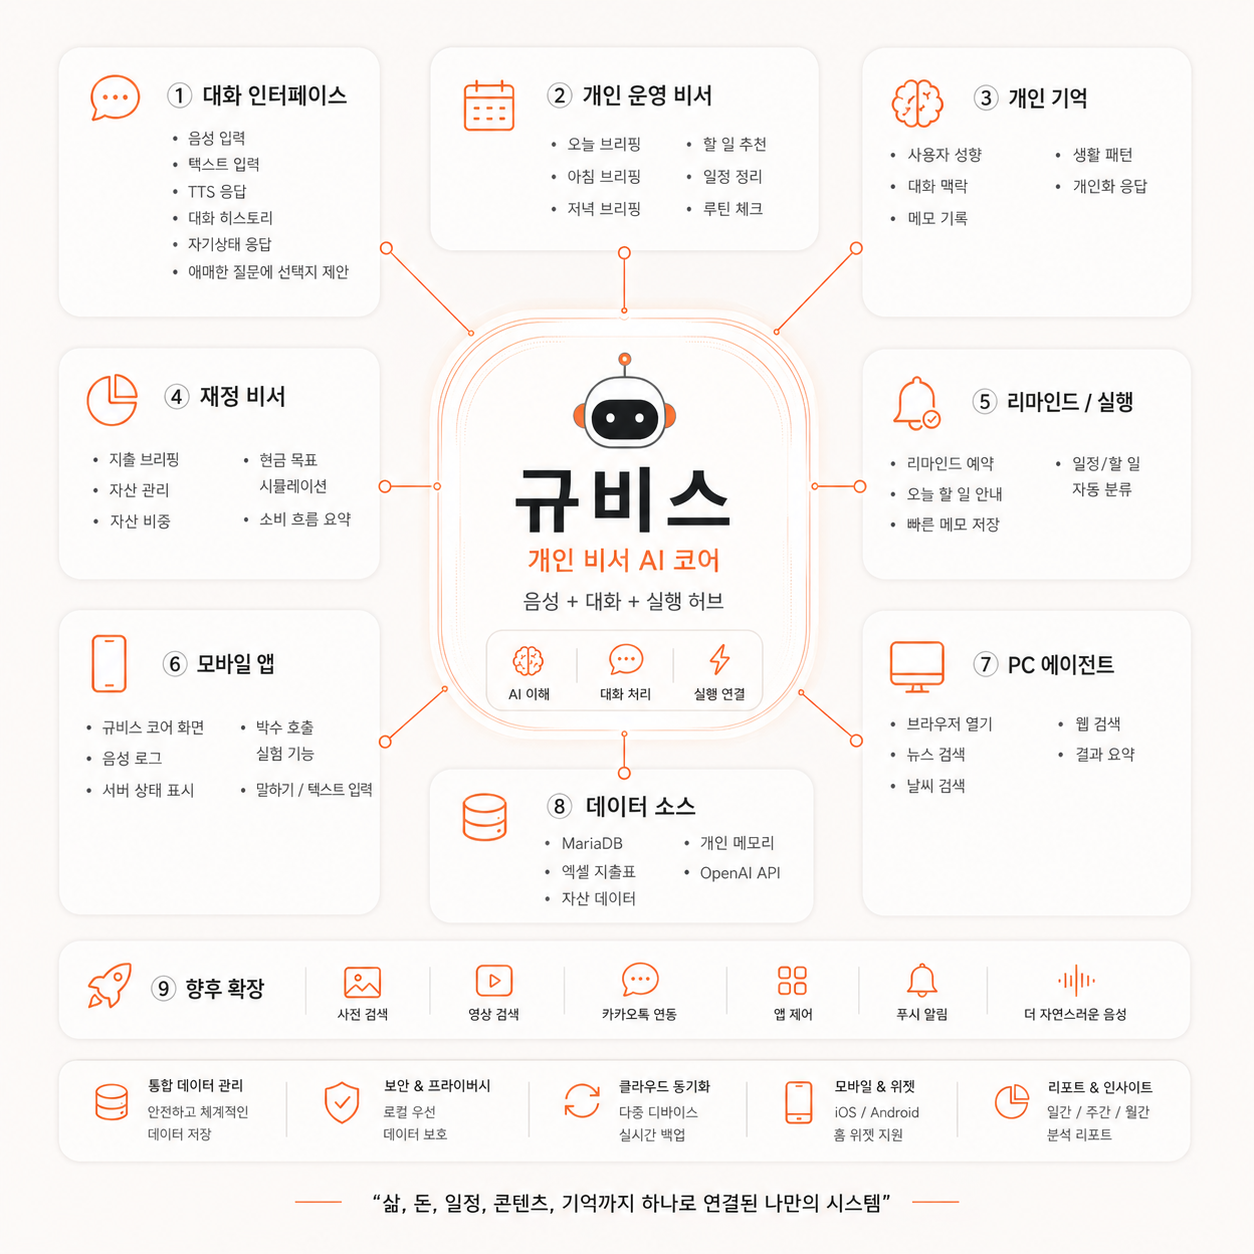 ① 대화 인터페이스
• 음성 입력
• 텍스트 입력
• TTS 응답
• 대화 히스토리
• 자기상태 응답
• 애매한 질문에 선택지 제안
② 개인 운영 비서
• 오늘 브리핑
• 아침 브리핑
• 저녁 브리핑
• 할 일 추천
• 일정 정리
• 루틴 체크
③ 개인 기억
• 사용자 성향
• 대화 맥락
• 메모 기록
• 생활 패턴
• 개인화 응답
④ 재정 비서
• 지출 브리핑
• 자산 관리
• 자산 비중
• 현금 목표
시뮬레이션
• 소비 흐름 요약
규비스
개인 비서 AI 코어
음성 + 대화 + 실행 허브
AI 이해
대화 처리
실행 연결
⑤ 리마인드 / 실행
• 리마인드 예약
• 오늘 할 일 안내
• 빠른 메모 저장
• 일정/할 일
자동 분류
⑥ 모바일 앱
• 규비스 코어 화면
• 음성 로그
• 서버 상태 표시
• 박수 호출
실험 기능
• 말하기 / 텍스트 입력
⑦ PC 에이전트
• 브라우저 열기
• 뉴스 검색
• 날씨 검색
• 웹 검색
• 결과 요약
⑧ 데이터 소스
• MariaDB
• 엑셀 지출표
• 자산 데이터
• 개인 메모리
• OpenAI API
⑨ 향후 확장
사전 검색
영상 검색
카카오톡 연동
앱 제어
푸시 알림
더 자연스러운 음성
통합 데이터 관리
안전하고 체계적인
데이터 저장
보안 & 프라이버시
로컬 우선
데이터 보호
클라우드 동기화
다중 디바이스
실시간 백업
모바일 & 위젯
iOS / Android
홈 위젯 지원
리포트 & 인사이트
일간 / 주간 / 월간
분석 리포트
“삶, 돈, 일정, 콘텐츠, 기억까지 하나로 연결된 나만의 시스템”